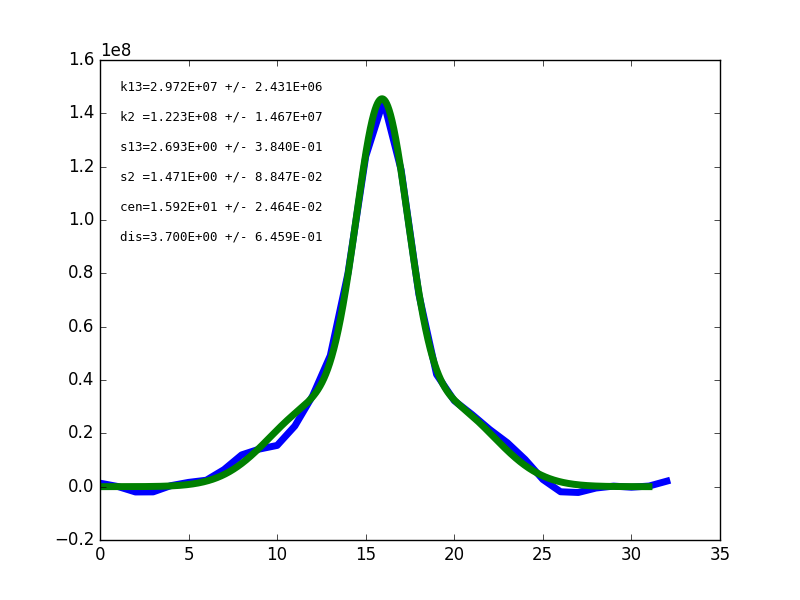 1e8
1.6
k13=2.972E+07 +/- 2.431E+06
1.4
k2 =1.223E+08 +/- 1.467E+07
s13=2.693E+00 +/- 3.840E-01
1.2
s2 =1.471E+00 +/- 8.847E-02
cen=1.592E+01 +/- 2.464E-02
1.0
dis=3.700E+00 +/- 6.459E-01
0.8
0.6
0.4
0.2
0.0
−0.2
0 5 10 15 20 25 30 35